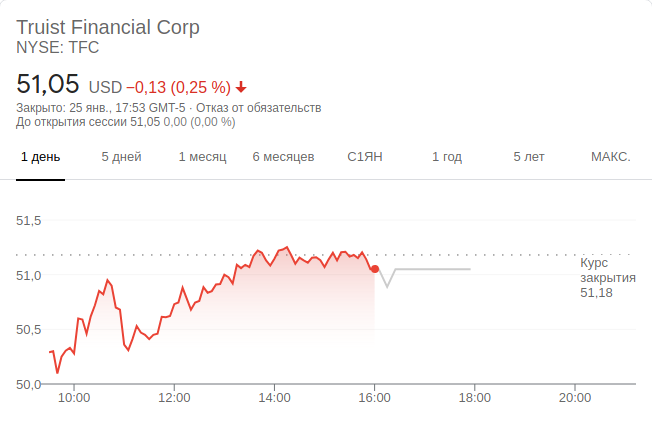 Truist Financial Corp
NYSE: TFC
51,05 USD −0,13 (0,25 %)
Закрыто: 25 янв., 17:53 GMT-5 · Отказ от обязательств
До открытия сессии 51,05 0,00 (0,00 %)
1 день 5 дней 1 месяц 6 месяцев С1ЯН 1 год 5 лет МАКС.
51,5
51,0
50,5
50,0
Курс
закрытия
51,18
10:00 12:00 14:00 16:00 18:00 20:00